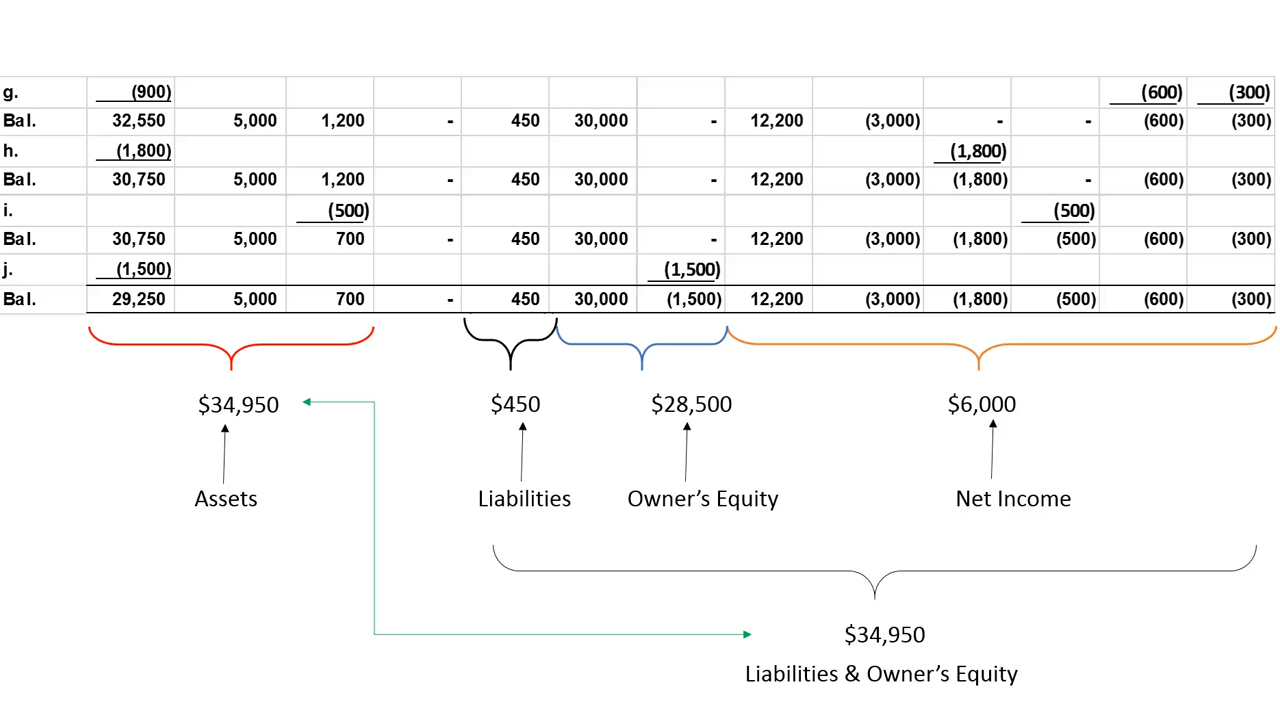 g. (900) (600) (300)
Bal. 32,550 5,000 1,200 - 450 30,000 - 12,200 (3,000) - - (600) (300)
h. (1,800) (1,800)
Bal. 30,750 5,000 1,200 - 450 30,000 - 12,200 (3,000) (1,800) - (600) (300)
i. (500) (500)
Bal. 30,750 5,000 700 - 450 30,000 - 12,200 (3,000) (1,800) (500) (600) (300)
j. (1,500) (1,500)
Bal. 29,250 5,000 700 - 450 30,000 (1,500) 12,200 (3,000) (1,800) (500) (600) (300)
$34,950 $450 $28,500 $6,000
Assets Liabilities Owner’s Equity Net Income
$34,950
Liabilities & Owner’s Equity